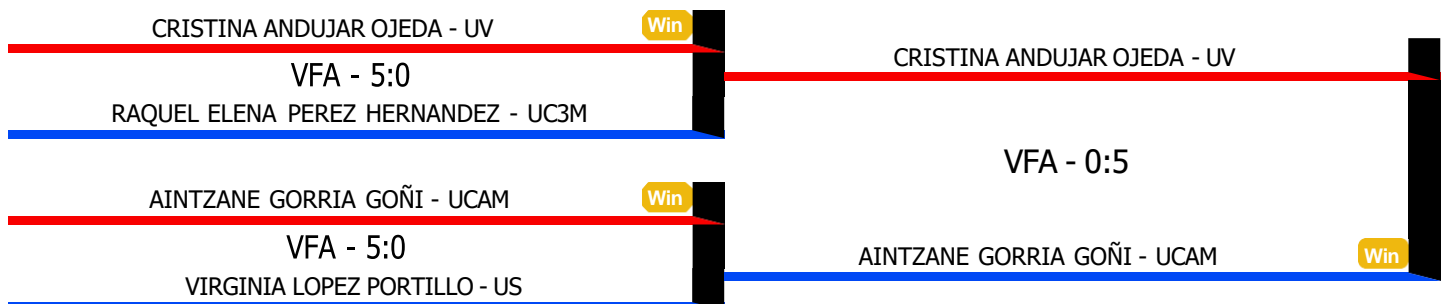 CRISTINA ANDUJAR OJEDA - UV
Win
VFA - 5:0
RAQUEL ELENA PEREZ HERNANDEZ - UC3M
AINTZANE GORRIA GOÑI - UCAM
Win
VFA - 5:0
VIRGINIA LOPEZ PORTILLO - US
CRISTINA ANDUJAR OJEDA - UV
VFA - 0:5
AINTZANE GORRIA GOÑI - UCAM
Win